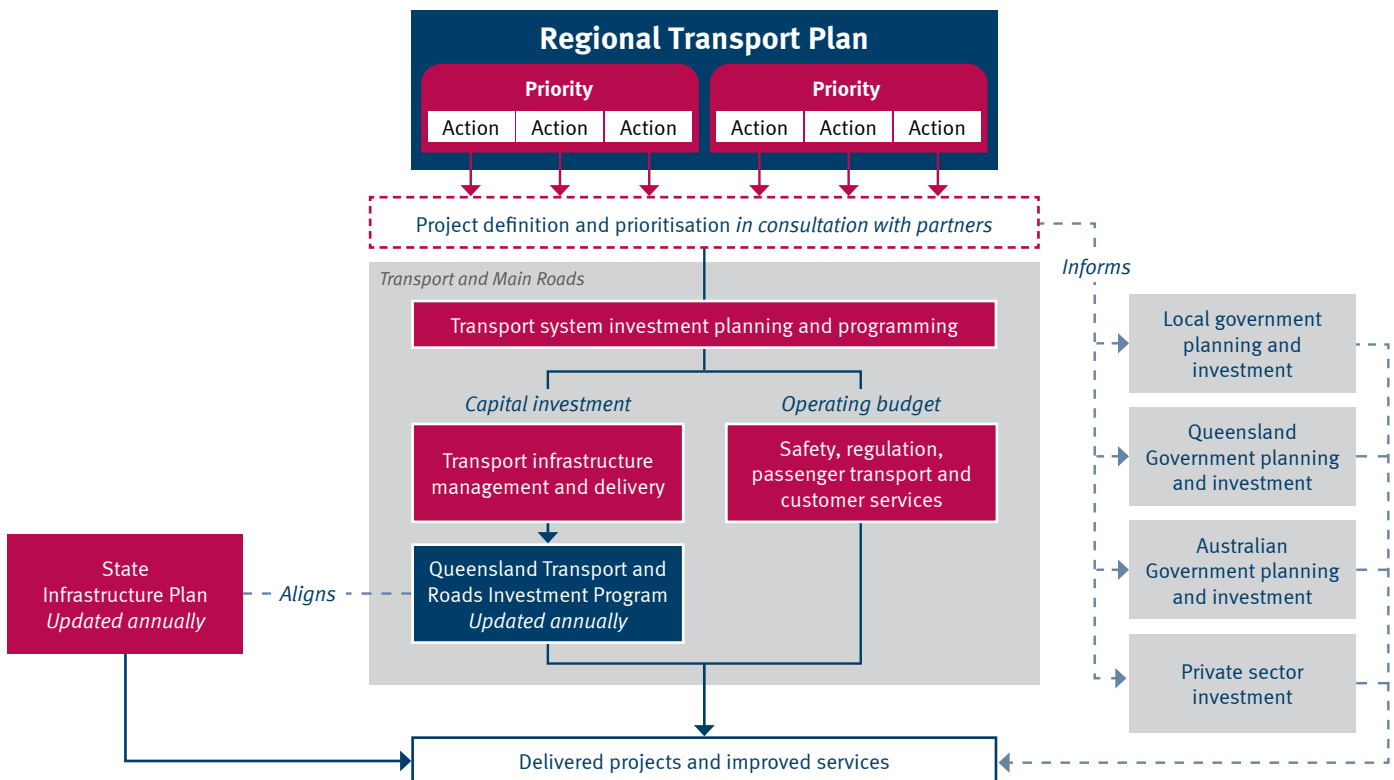 Regional Transport Plan
Priority
Action
Action
Action
Priority
Action
Action
Action
Project definition and prioritisation in consultation with partners
Informs
Transport and Main Roads
Transport system investment planning and programming
Capital investment
Operating budget
Transport infrastructure
management and delivery
Safety, regulation,
passenger transport and
customer services
Queensland Transport and
Roads Investment Program
Updated annually
State
Infrastructure Plan
Updated annually
Aligns
Local government
planning and
investment
Queensland
Government planning
and investment
Australian
Government planning
and investment
Private sector
investment
Delivered projects and improved services